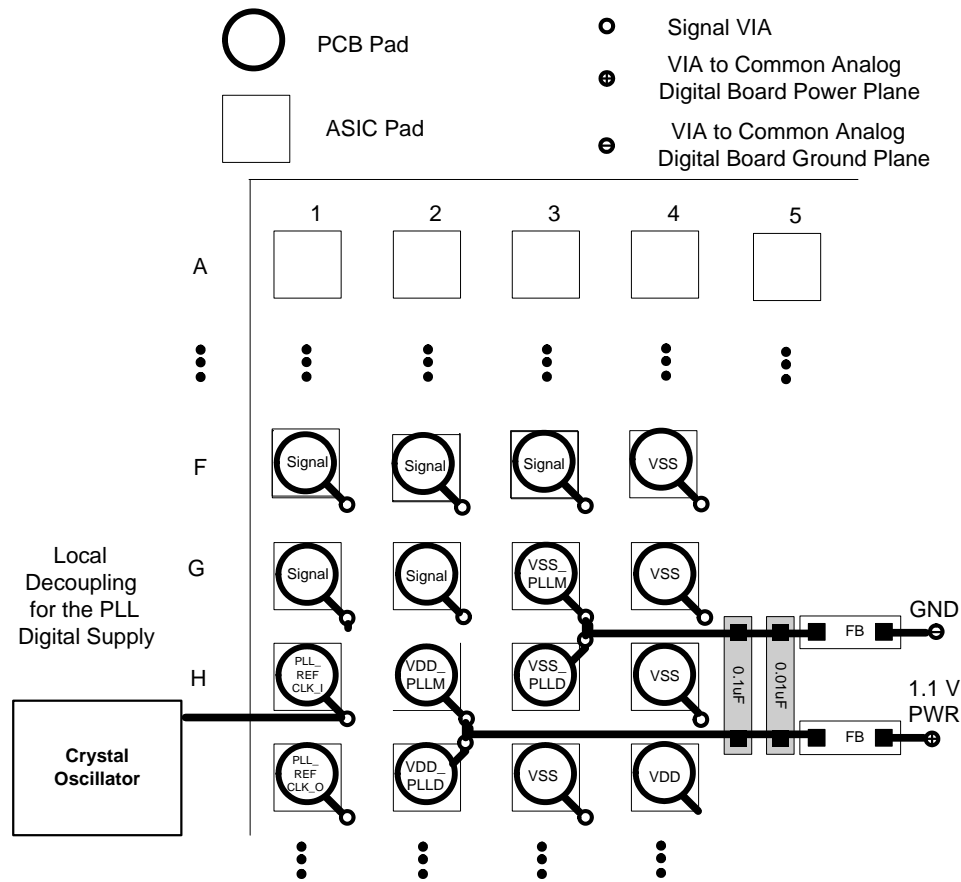 PCB Pad
Signal VIA
VIA to Common Analog
Digital Board Power Plane
ASIC Pad
VIA to Common Analog
Digital Board Ground Plane
1 2 3 4 5
A
F
Signal
Signal
Signal
VSS
Local
Decoupling
for the PLL
Digital Supply
G
Signal
Signal
VSS_
PLLM
VSS
GND
FB
H
PLL_
REF
CLK_I
VDD_
PLLM
VSS_
PLLD
VSS
0.1uF
0.01uF
1.1 V
PWR
FB
Crystal
Oscillator
PLL_
REF
CLK_O
VDD_
PLLD
VSS
VDD